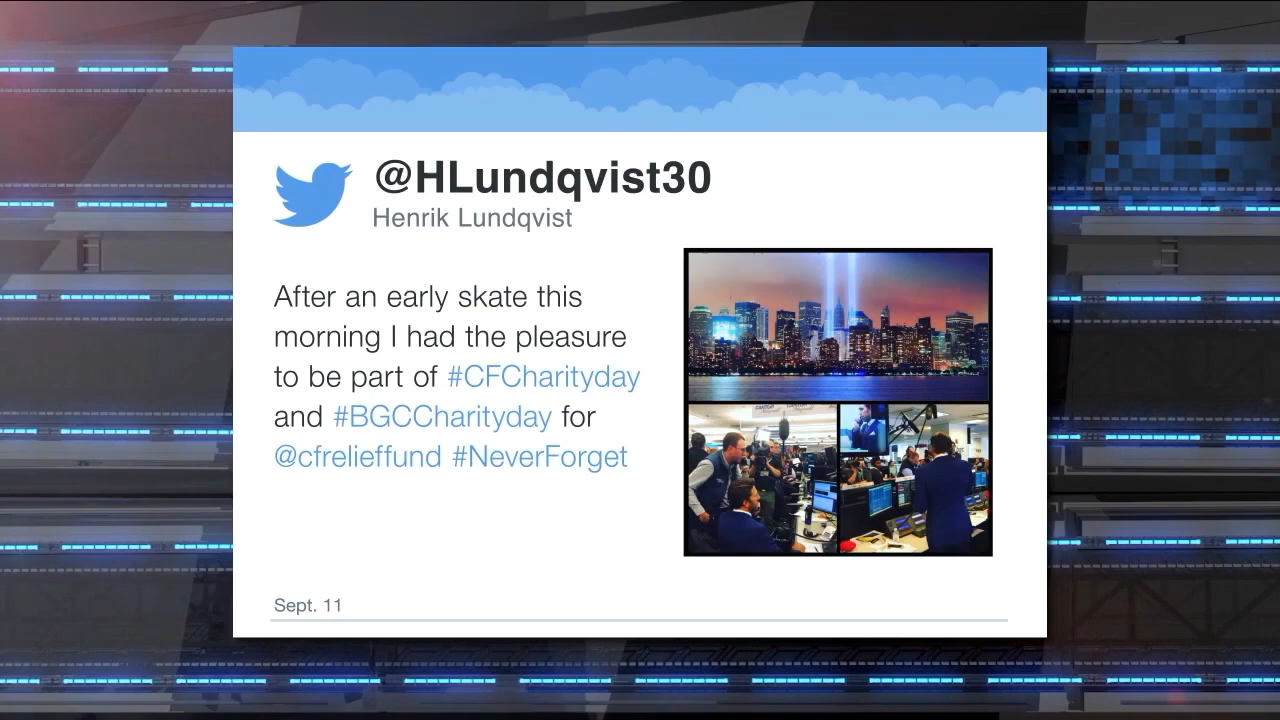 @HLundqvist30
Henrik Lundqvist
After an early skate this
morning I had the pleasure
to be part of #CFCharityday
and #BGCCharityday for
@cfrelieffund #NeverForget
Sept. 11